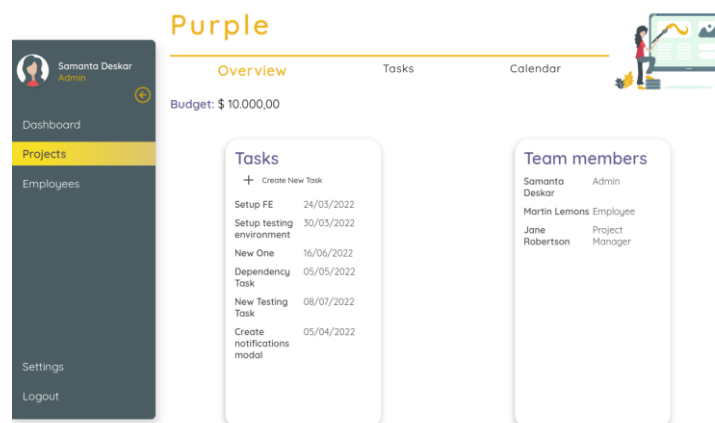 Purple
Samanta Deskar
Admin
Overview
Tasks
Calendar
Budget: $ 10.000,00
Dashboard
Projects
Employees
Settings
Logout
Tasks
+ Create New Task
Setup FE 24/03/2022
Setup testing 30/03/2022
environment
New One 16/06/2022
Dependency 05/05/2022
Task
New Testing 08/07/2022
Task
Create 05/04/2022
notifications
modal
Team members
Samanta Admin
Deskar
Martin Lemons Employee
Jane Project
Robertson Manager